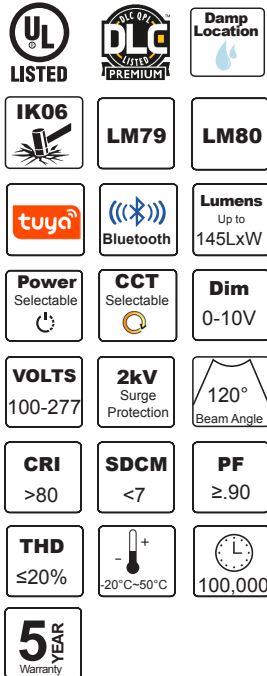 UL
LISTED
DLC QPL
DLC
LISTED
PREMIUM
Damp
Location
IK06
LM79
LM80
tuya
Bluetooth
Lumens
Up to
145LxW
Power
Selectable
CCT
Selectable
Dim
0-10V
VOLTS
100-277
2kV
Surge
Protection
120°
Beam Angle
CRI
>80
SDCM
<7
PF
≥.90
THD
≤20%
- +
-20°C~50°C
100,000
5 YEAR
Warranty